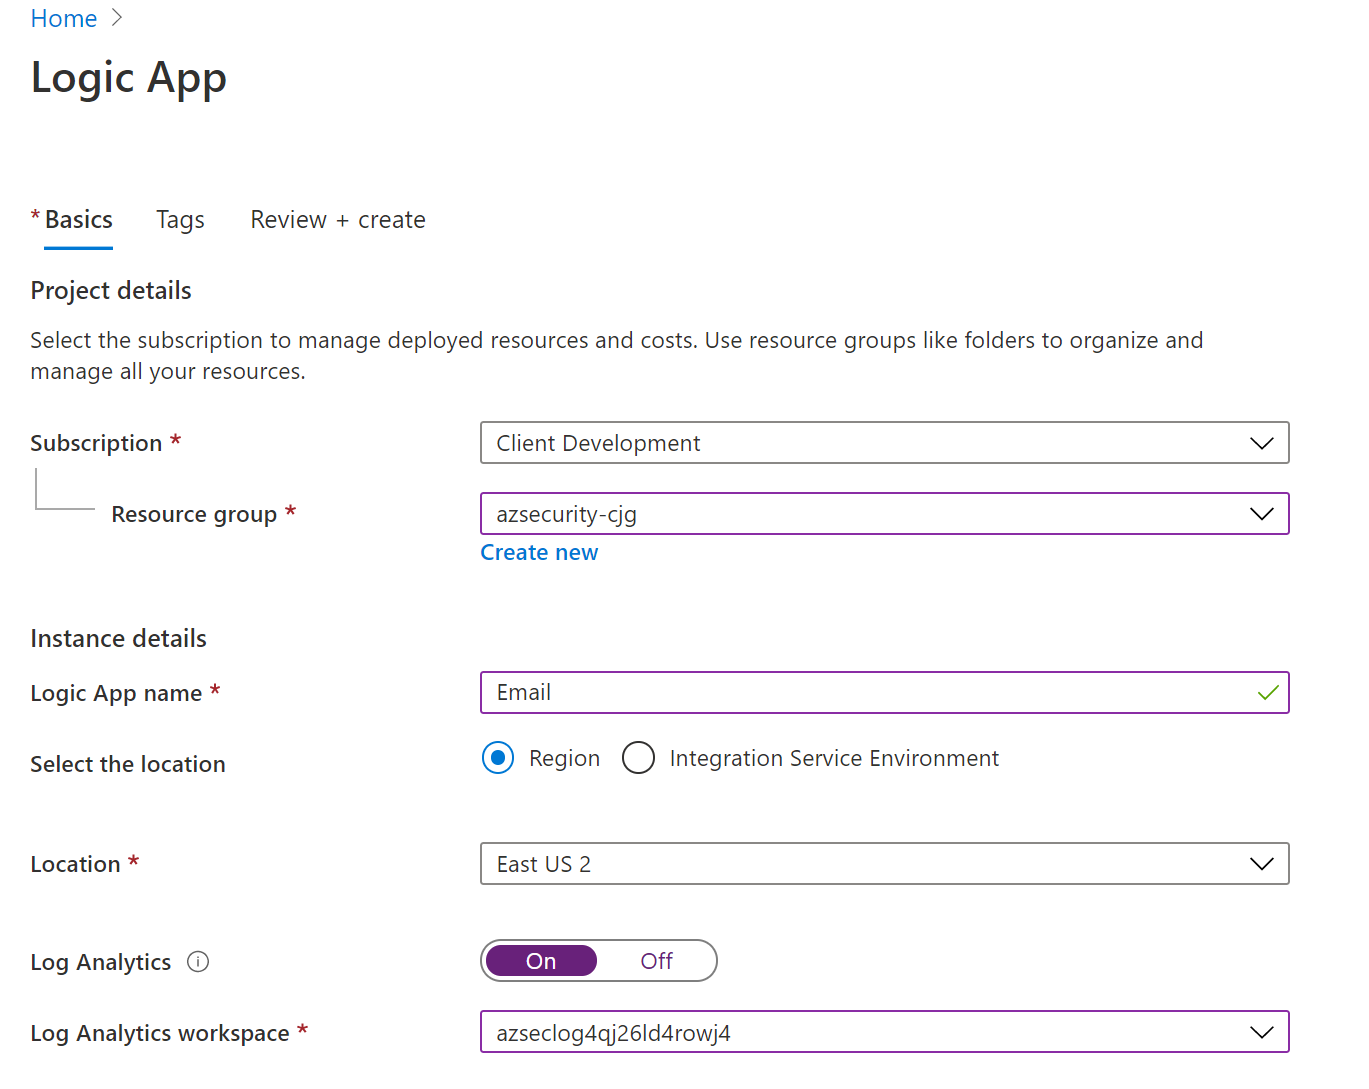 Home
Logic App
* Basics Tags Review + create
Project details
Select the subscription to manage deployed resources and costs. Use resource groups like folders to organize and
manage all your resources.
Subscription * Client Development
Resource group * azsecurity-cjg
Create new
Instance details
Logic App name * Email
Select the location Region Integration Service Environment
Location * East US 2
Log Analytics On Off
Log Analytics workspace * azseclog4qj26ld4rowj4